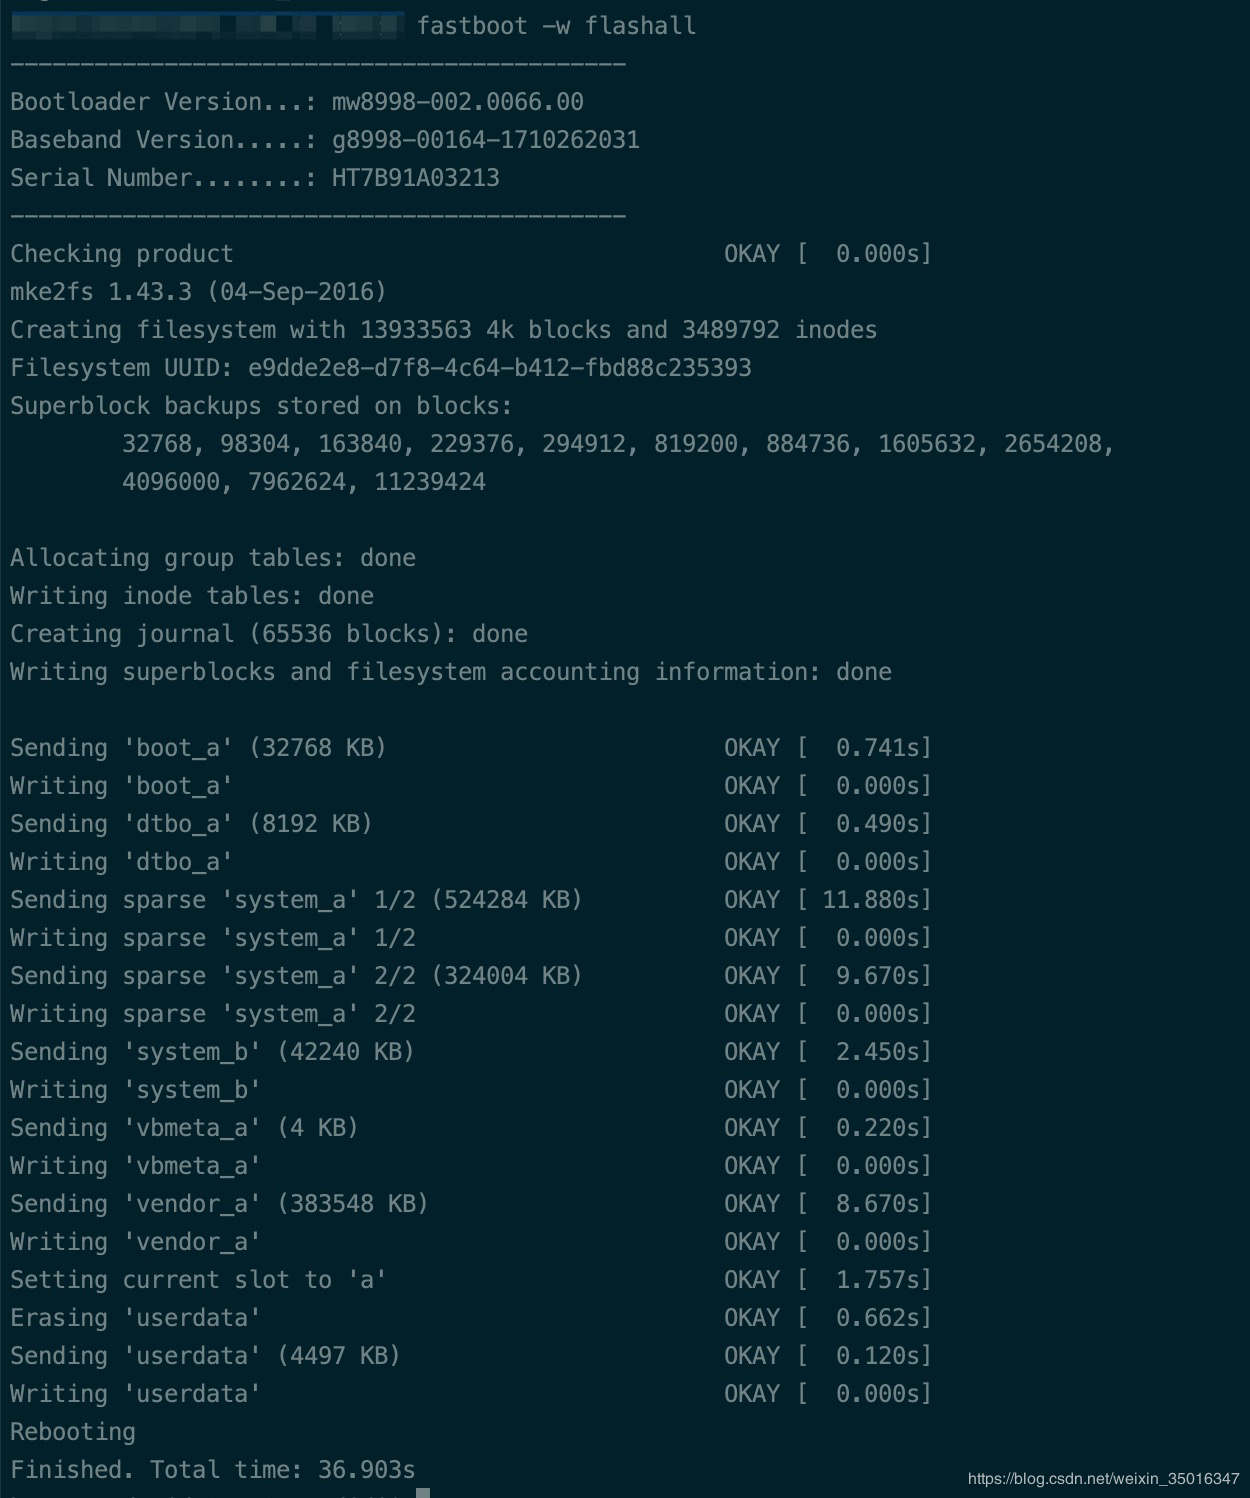 fastboot -w flashall
--------------------------------------------
Bootloader Version...: mw8998-002.0066.00
Baseband Version.....: g8998-00164-1710262031
Serial Number........: HT7B91A03213
--------------------------------------------
Checking product                                   OKAY [  0.000s]
mke2fs 1.43.3 (04-Sep-2016)
Creating filesystem with 13933563 4k blocks and 3489792 inodes
Filesystem UUID: e9dde2e8-d7f8-4c64-b412-fbd88c235393
Superblock backups stored on blocks:
        32768, 98304, 163840, 229376, 294912, 819200, 884736, 1605632, 2654208,
        4096000, 7962624, 11239424
Allocating group tables: done
Writing inode tables: done
Creating journal (65536 blocks): done
Writing superblocks and filesystem accounting information: done
Sending 'boot_a' (32768 KB)                        OKAY [  0.741s]
Writing 'boot_a'                                   OKAY [  0.000s]
Sending 'dtbo_a' (8192 KB)                         OKAY [  0.490s]
Writing 'dtbo_a'                                   OKAY [  0.000s]
Sending sparse 'system_a' 1/2 (524284 KB)          OKAY [ 11.880s]
Writing sparse 'system_a' 1/2                      OKAY [  0.000s]
Sending sparse 'system_a' 2/2 (324004 KB)          OKAY [  9.670s]
Writing sparse 'system_a' 2/2                      OKAY [  0.000s]
Sending 'system_b' (42240 KB)                      OKAY [  2.450s]
Writing 'system_b'                                 OKAY [  0.000s]
Sending 'vbmeta_a' (4 KB)                          OKAY [  0.220s]
Writing 'vbmeta_a'                                 OKAY [  0.000s]
Sending 'vendor_a' (383548 KB)                     OKAY [  8.670s]
Writing 'vendor_a'                                 OKAY [  0.000s]
Setting current slot to 'a'                        OKAY [  1.757s]
Erasing 'userdata'                                 OKAY [  0.662s]
Sending 'userdata' (4497 KB)                       OKAY [  0.120s]
Writing 'userdata'                                 OKAY [  0.000s]
Rebooting
Finished. Total time: 36.903s
https://blog.csdn.net/weixin_35016347